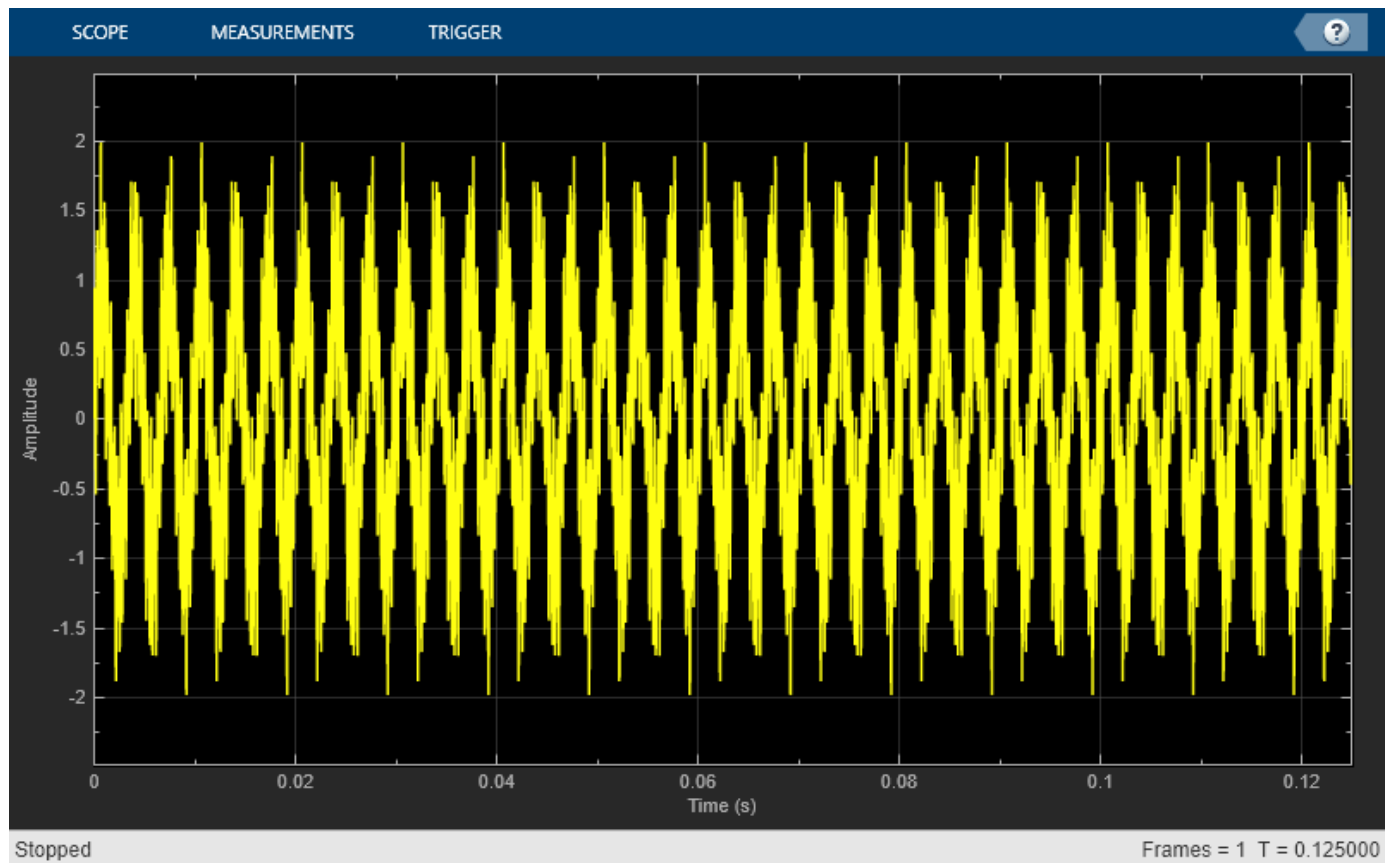 SCOPE MEASUREMENTS TRIGGER ?
2
1.5
1
0.5
0
-0.5
-1
-1.5
-2
Amplitude
0 0.02 0.04 0.06 0.08 0.1 0.12
Time (s)
Stopped Frames = 1 T = 0.125000